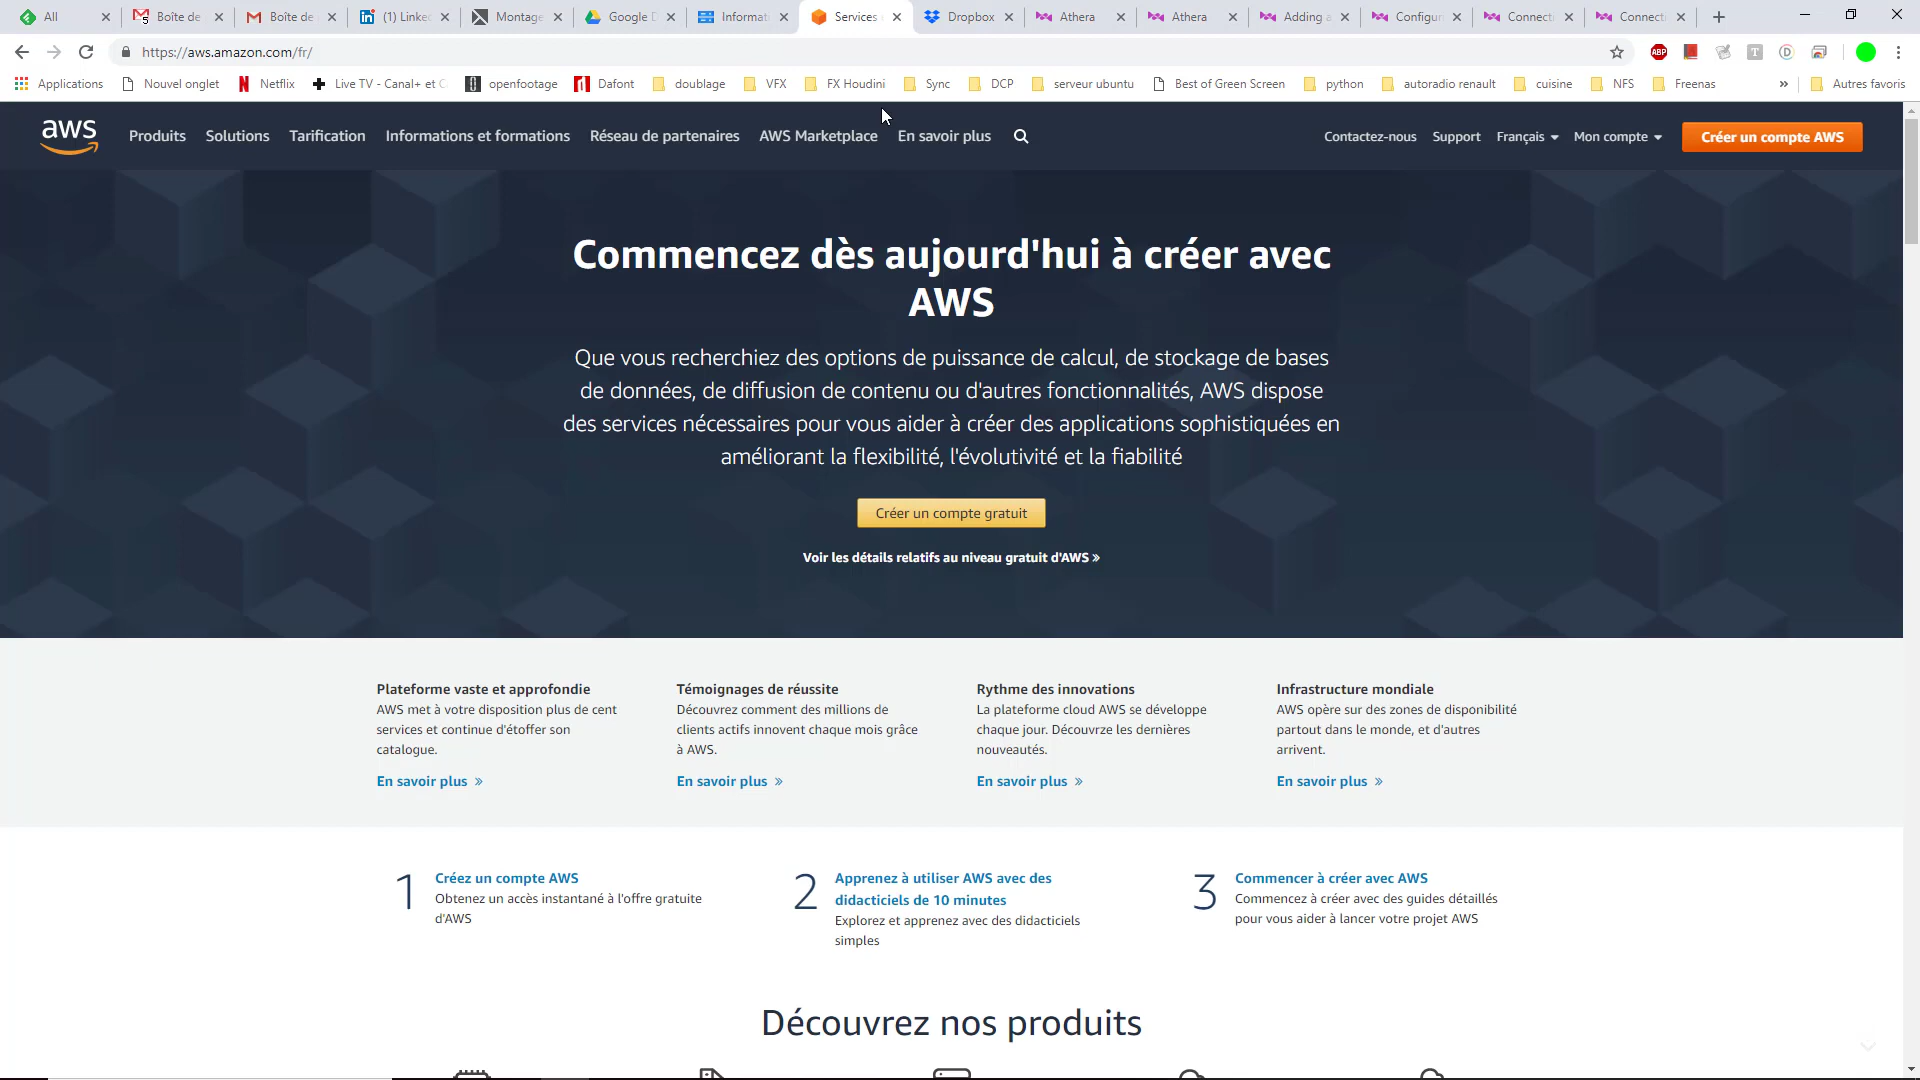 All
Boîte de
Boîte de
(1) Linke
Montage
Google D
Informat
Services
Dropbox
Athera
Athera
Adding a
Configur
Connect
Connect
https://aws.amazon.com/fr/
Applications
Nouvel onglet
Netflix
Live TV - Canal+ et C
openfootage
Dafont
doublage
VFX
FX Houdini
Sync
DCP
serveur ubuntu
Best of Green Screen
python
autoradio renault
cuisine
NFS
Freenas
»
Autres favoris
aws
Produits
Solutions
Tarification
Informations et formations
Réseau de partenaires
AWS Marketplace
En savoir plus
Contactez-nous
Support
Français
Mon compte
Créer un compte AWS
Commencez dès aujourd'hui à créer avec
AWS
Que vous recherchiez des options de puissance de calcul, de stockage de bases
de données, de diffusion de contenu ou d'autres fonctionnalités, AWS dispose
des services nécessaires pour vous aider à créer des applications sophistiquées en
améliorant la flexibilité, l'évolutivité et la fiabilité
Créer un compte gratuit
Voir les détails relatifs au niveau gratuit d'AWS »
Plateforme vaste et approfondie
AWS met à votre disposition plus de cent
services et continue d'étoffer son
catalogue.
En savoir plus »
Témoignages de réussite
Découvrez comment des millions de
clients actifs innovent chaque mois grâce
à AWS.
En savoir plus »
Rythme des innovations
La plateforme cloud AWS se développe
chaque jour. Découvrze les dernières
nouveautés.
En savoir plus »
Infrastructure mondiale
AWS opère sur des zones de disponibilité
partout dans le monde, et d'autres
arrivent.
En savoir plus »
1
Créez un compte AWS
Obtenez un accès instantané à l'offre gratuite
d'AWS
2
Apprenez à utiliser AWS avec des
didacticiels de 10 minutes
Explorez et apprenez avec des didacticiels
simples
3
Commencer à créer avec AWS
Commencez à créer avec des guides détaillés
pour vous aider à lancer votre projet AWS
Découvrez nos produits